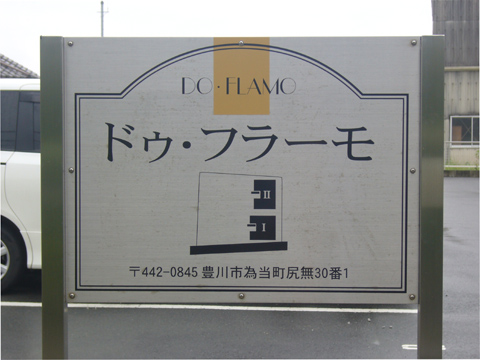 DO・FLAMO
ドゥ・フラーモ
II
I
〒442-0845 豊川市為当町尻無30番1